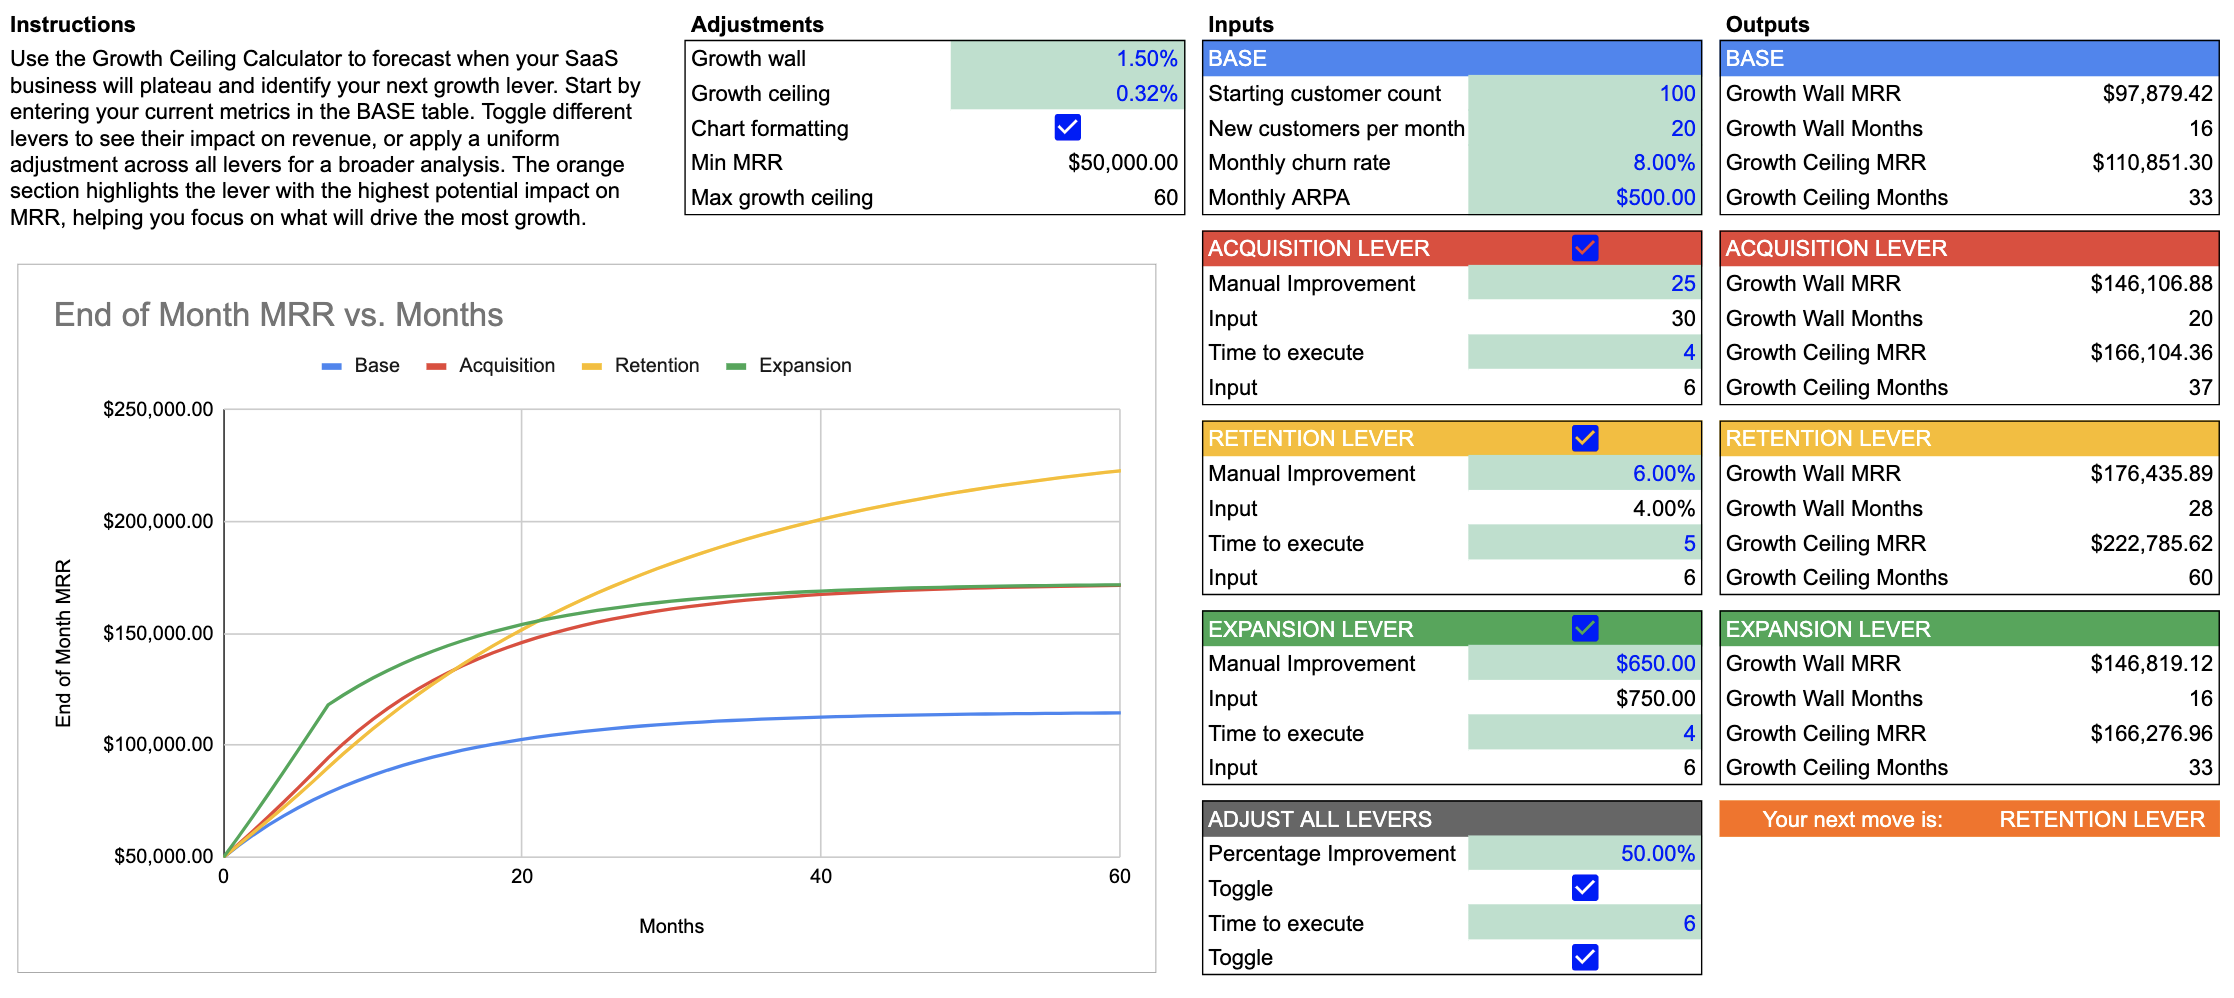 Instructions
Use the Growth Ceiling Calculator to forecast when your SaaS
business will plateau and identify your next growth lever. Start by
entering your current metrics in the BASE table. Toggle different
levers to see their impact on revenue, or apply a uniform
adjustment across all levers for a broader analysis. The orange
section highlights the lever with the highest potential impact on
MRR, helping you focus on what will drive the most growth.
Adjustments
Growth wall 1.50%
Growth ceiling 0.32%
Chart formatting
Min MRR $50,000.00
Max growth ceiling 60
End of Month MRR vs. Months
Base Acquisition Retention Expansion
End of Month MRR
$250,000.00
$200,000.00
$150,000.00
$100,000.00
$50,000.00
0 20 40 60
Months
Inputs
BASE
Starting customer count 100
New customers per month 20
Monthly churn rate 8.00%
Monthly ARPA $500.00
ACQUISITION LEVER
Manual Improvement 25
Input 30
Time to execute 4
Input 6
RETENTION LEVER
Manual Improvement 6.00%
Input 4.00%
Time to execute 5
Input 6
EXPANSION LEVER
Manual Improvement $650.00
Input $750.00
Time to execute 4
Input 6
ADJUST ALL LEVERS
Percentage Improvement 50.00%
Toggle
Time to execute 6
Toggle
Outputs
BASE
Growth Wall MRR $97,879.42
Growth Wall Months 16
Growth Ceiling MRR $110,851.30
Growth Ceiling Months 33
ACQUISITION LEVER
Growth Wall MRR $146,106.88
Growth Wall Months 20
Growth Ceiling MRR $166,104.36
Growth Ceiling Months 37
RETENTION LEVER
Growth Wall MRR $176,435.89
Growth Wall Months 28
Growth Ceiling MRR $222,785.62
Growth Ceiling Months 60
EXPANSION LEVER
Growth Wall MRR $146,819.12
Growth Wall Months 16
Growth Ceiling MRR $166,276.96
Growth Ceiling Months 33
Your next move is: RETENTION LEVER